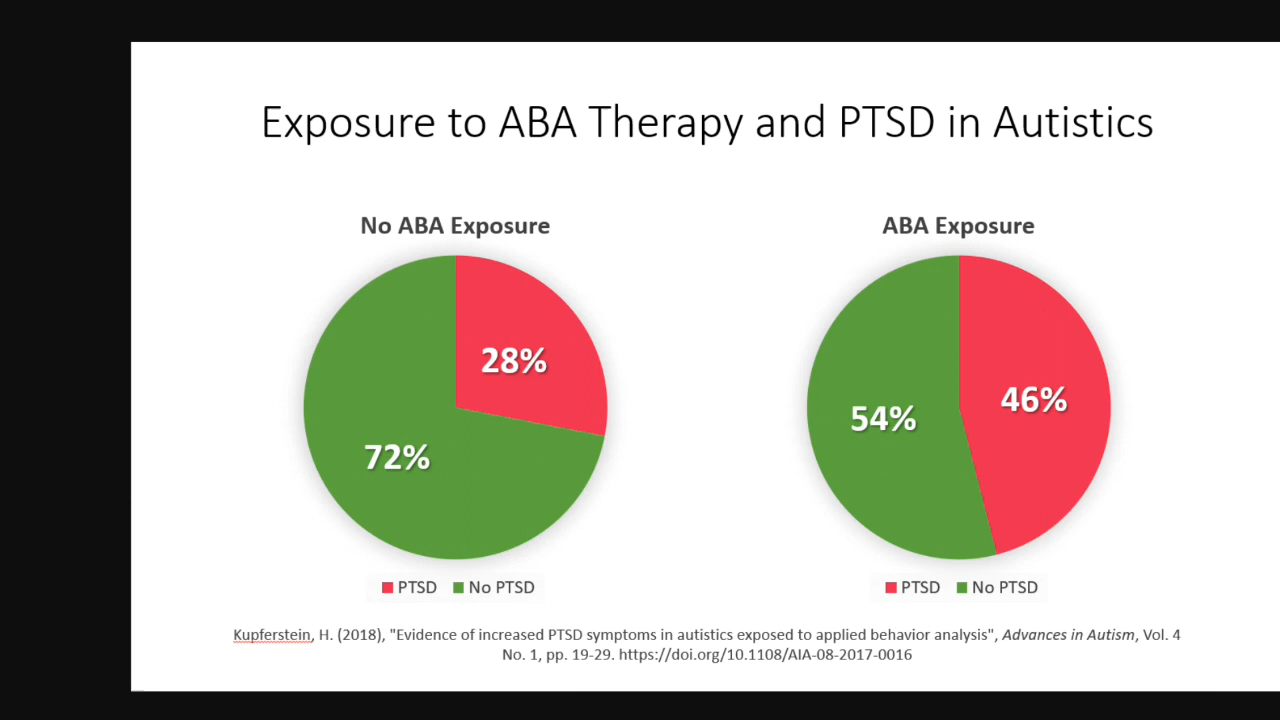 Exposure to ABA Therapy and PTSD in Autistics
No ABA Exposure
28%
72%
PTSD No PTSD
ABA Exposure
46%
54%
PTSD No PTSD
Kupferstein, H. (2018), "Evidence of increased PTSD symptoms in autistics exposed to applied behavior analysis", Advances in Autism, Vol. 4
No. 1, pp. 19-29. https://doi.org/10.1108/AIA-08-2017-0016